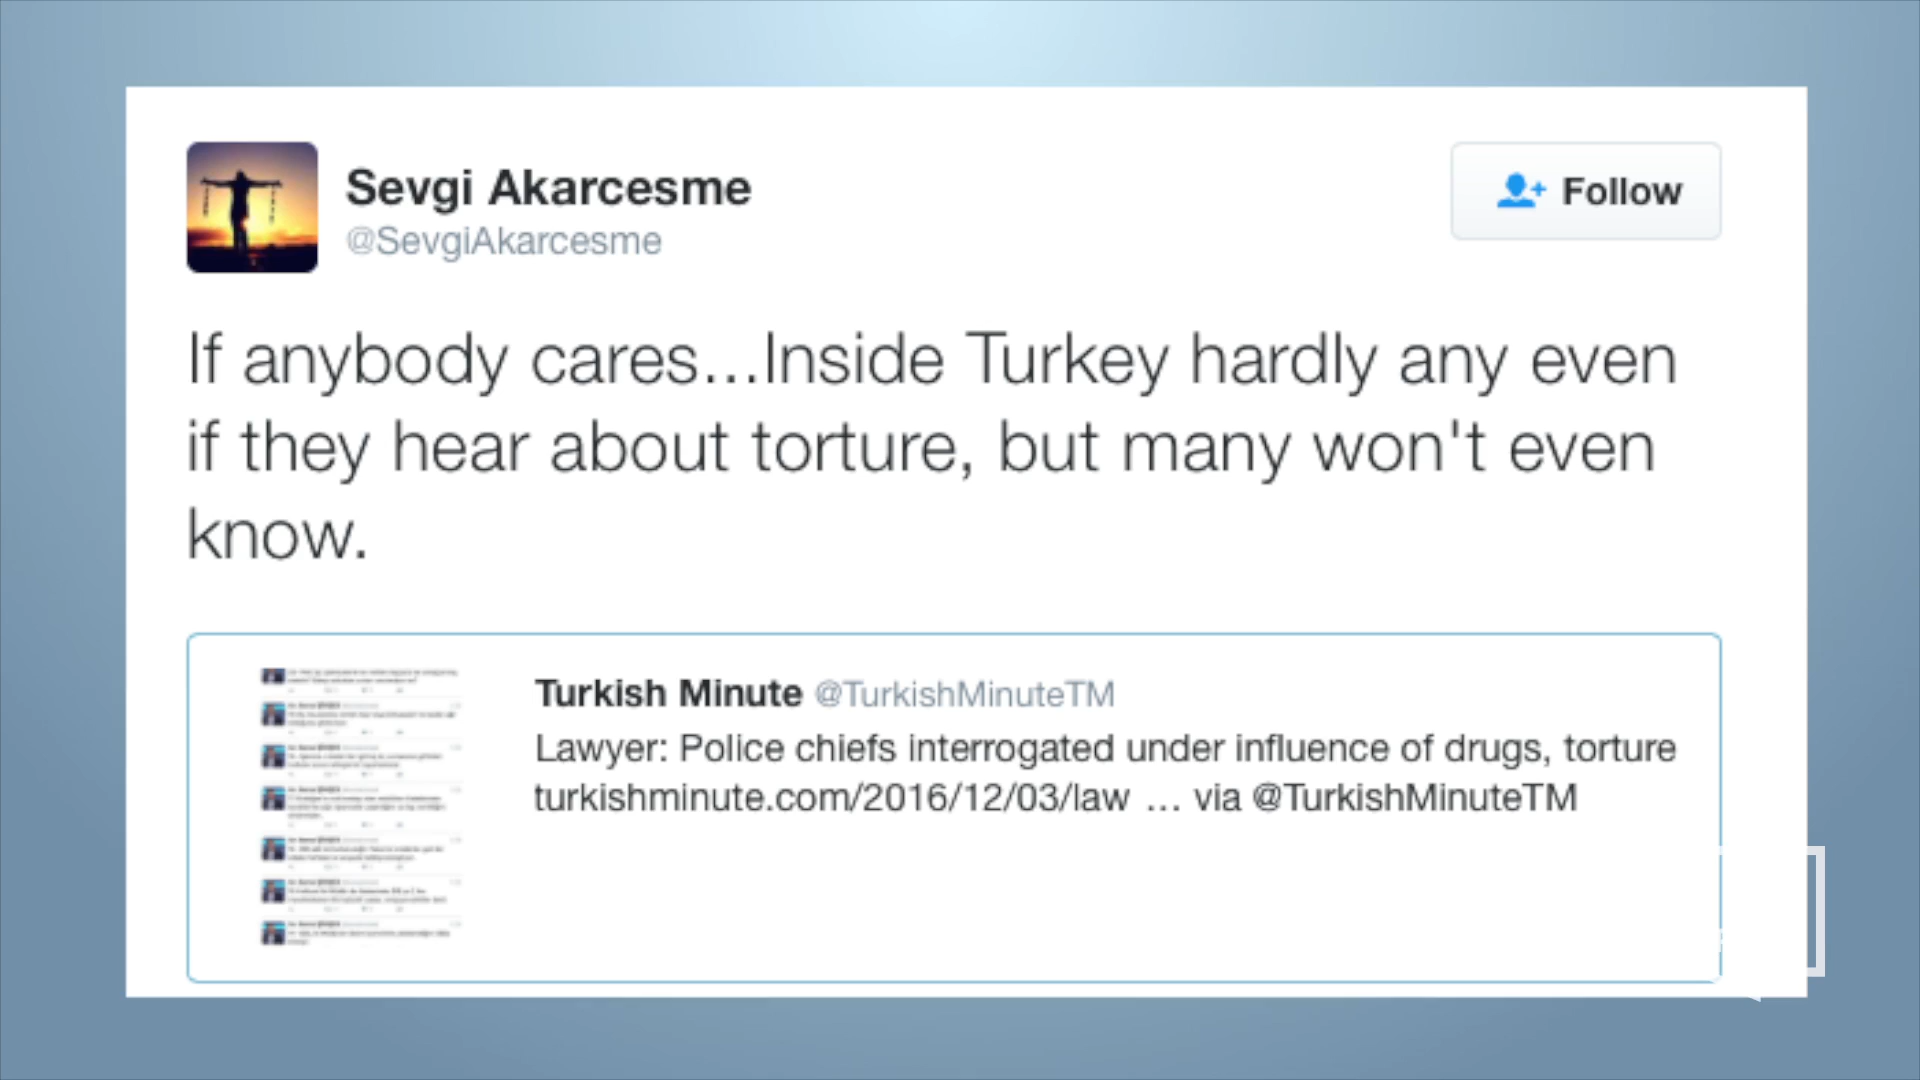 Sevgi Akarcesme
@SevgiAkarcesme
Follow
If anybody cares...Inside Turkey hardly any even
if they hear about torture, but many won't even
know.
Turkish Minute @TurkishMinuteTM
Lawyer: Police chiefs interrogated under influence of drugs, torture
turkishminute.com/2016/12/03/law ... via @TurkishMinuteTM